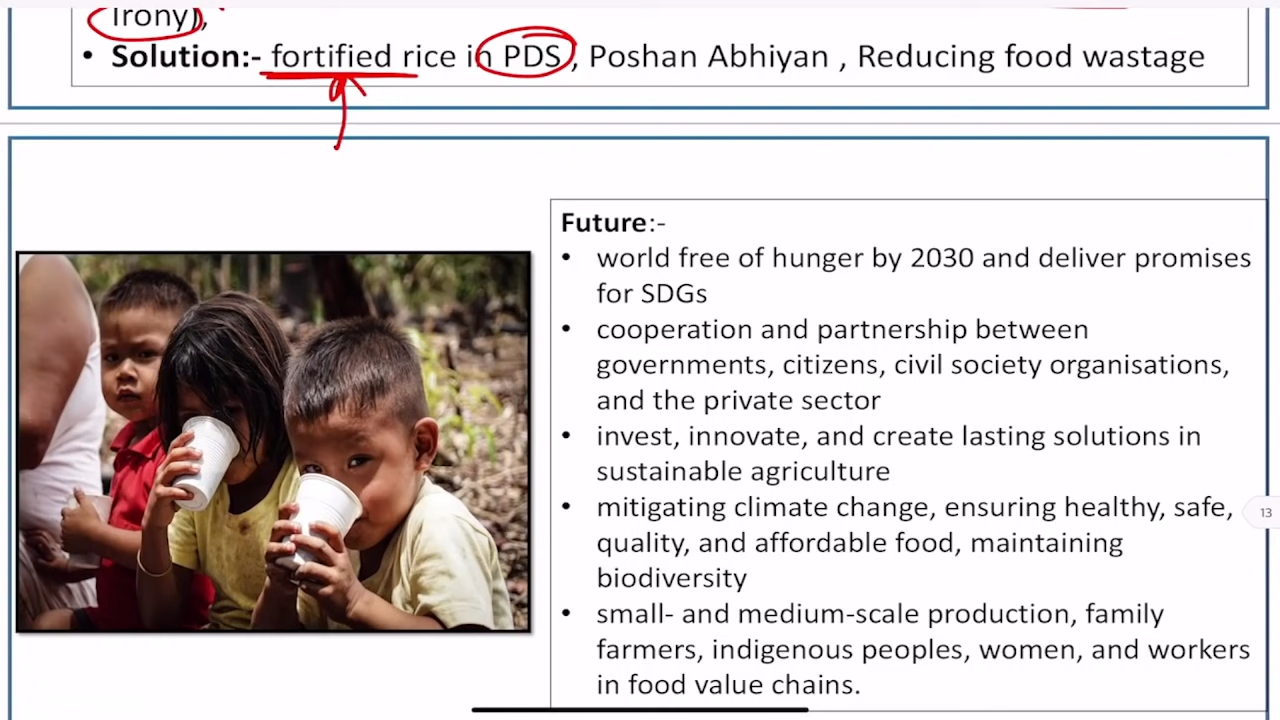 Irony),
• Solution:- fortified rice in PDS , Poshan Abhiyan , Reducing food wastage
Future:-
• world free of hunger by 2030 and deliver promises
for SDGs
• cooperation and partnership between
governments, citizens, civil society organisations,
and the private sector
• invest, innovate, and create lasting solutions in
sustainable agriculture
• mitigating climate change, ensuring healthy, safe,
quality, and affordable food, maintaining
biodiversity
• small- and medium-scale production, family
farmers, indigenous peoples, women, and workers
in food value chains.
13